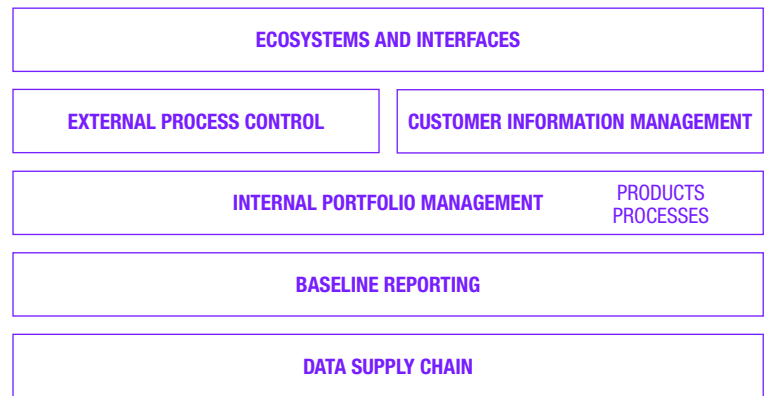 ECOSYSTEMS AND INTERFACES
EXTERNAL PROCESS CONTROL
CUSTOMER INFORMATION MANAGEMENT
INTERNAL PORTFOLIO MANAGEMENT
PRODUCTS
PROCESSES
BASELINE REPORTING
DATA SUPPLY CHAIN